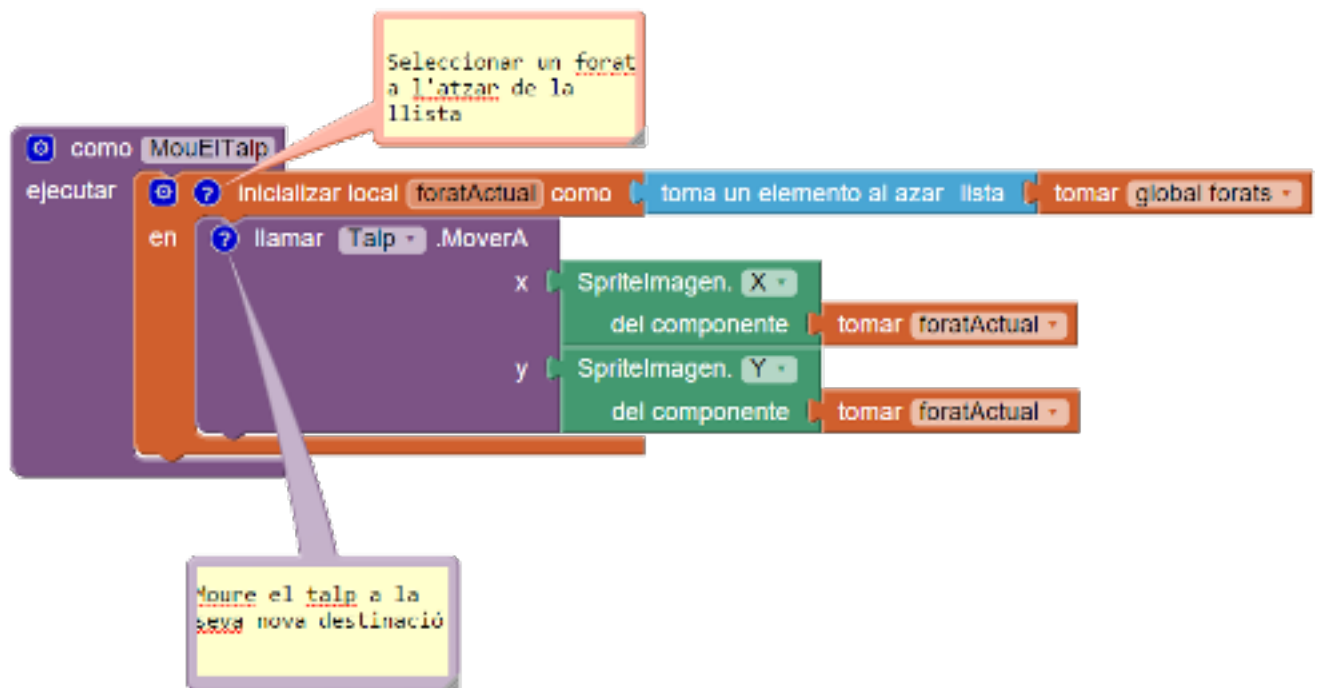 Seleccionar un forat
a l'atzar de la
llista
como MouElTalp
ejecutar inicializar local foratActual como toma un elemento al azar lista tomar global forats
en llamar Talp .MoverA
x SpriteImagen. X
del componente tomar foratActual
y SpriteImagen. Y
del componente tomar foratActual
Moure el talp a la
seva nova destinació